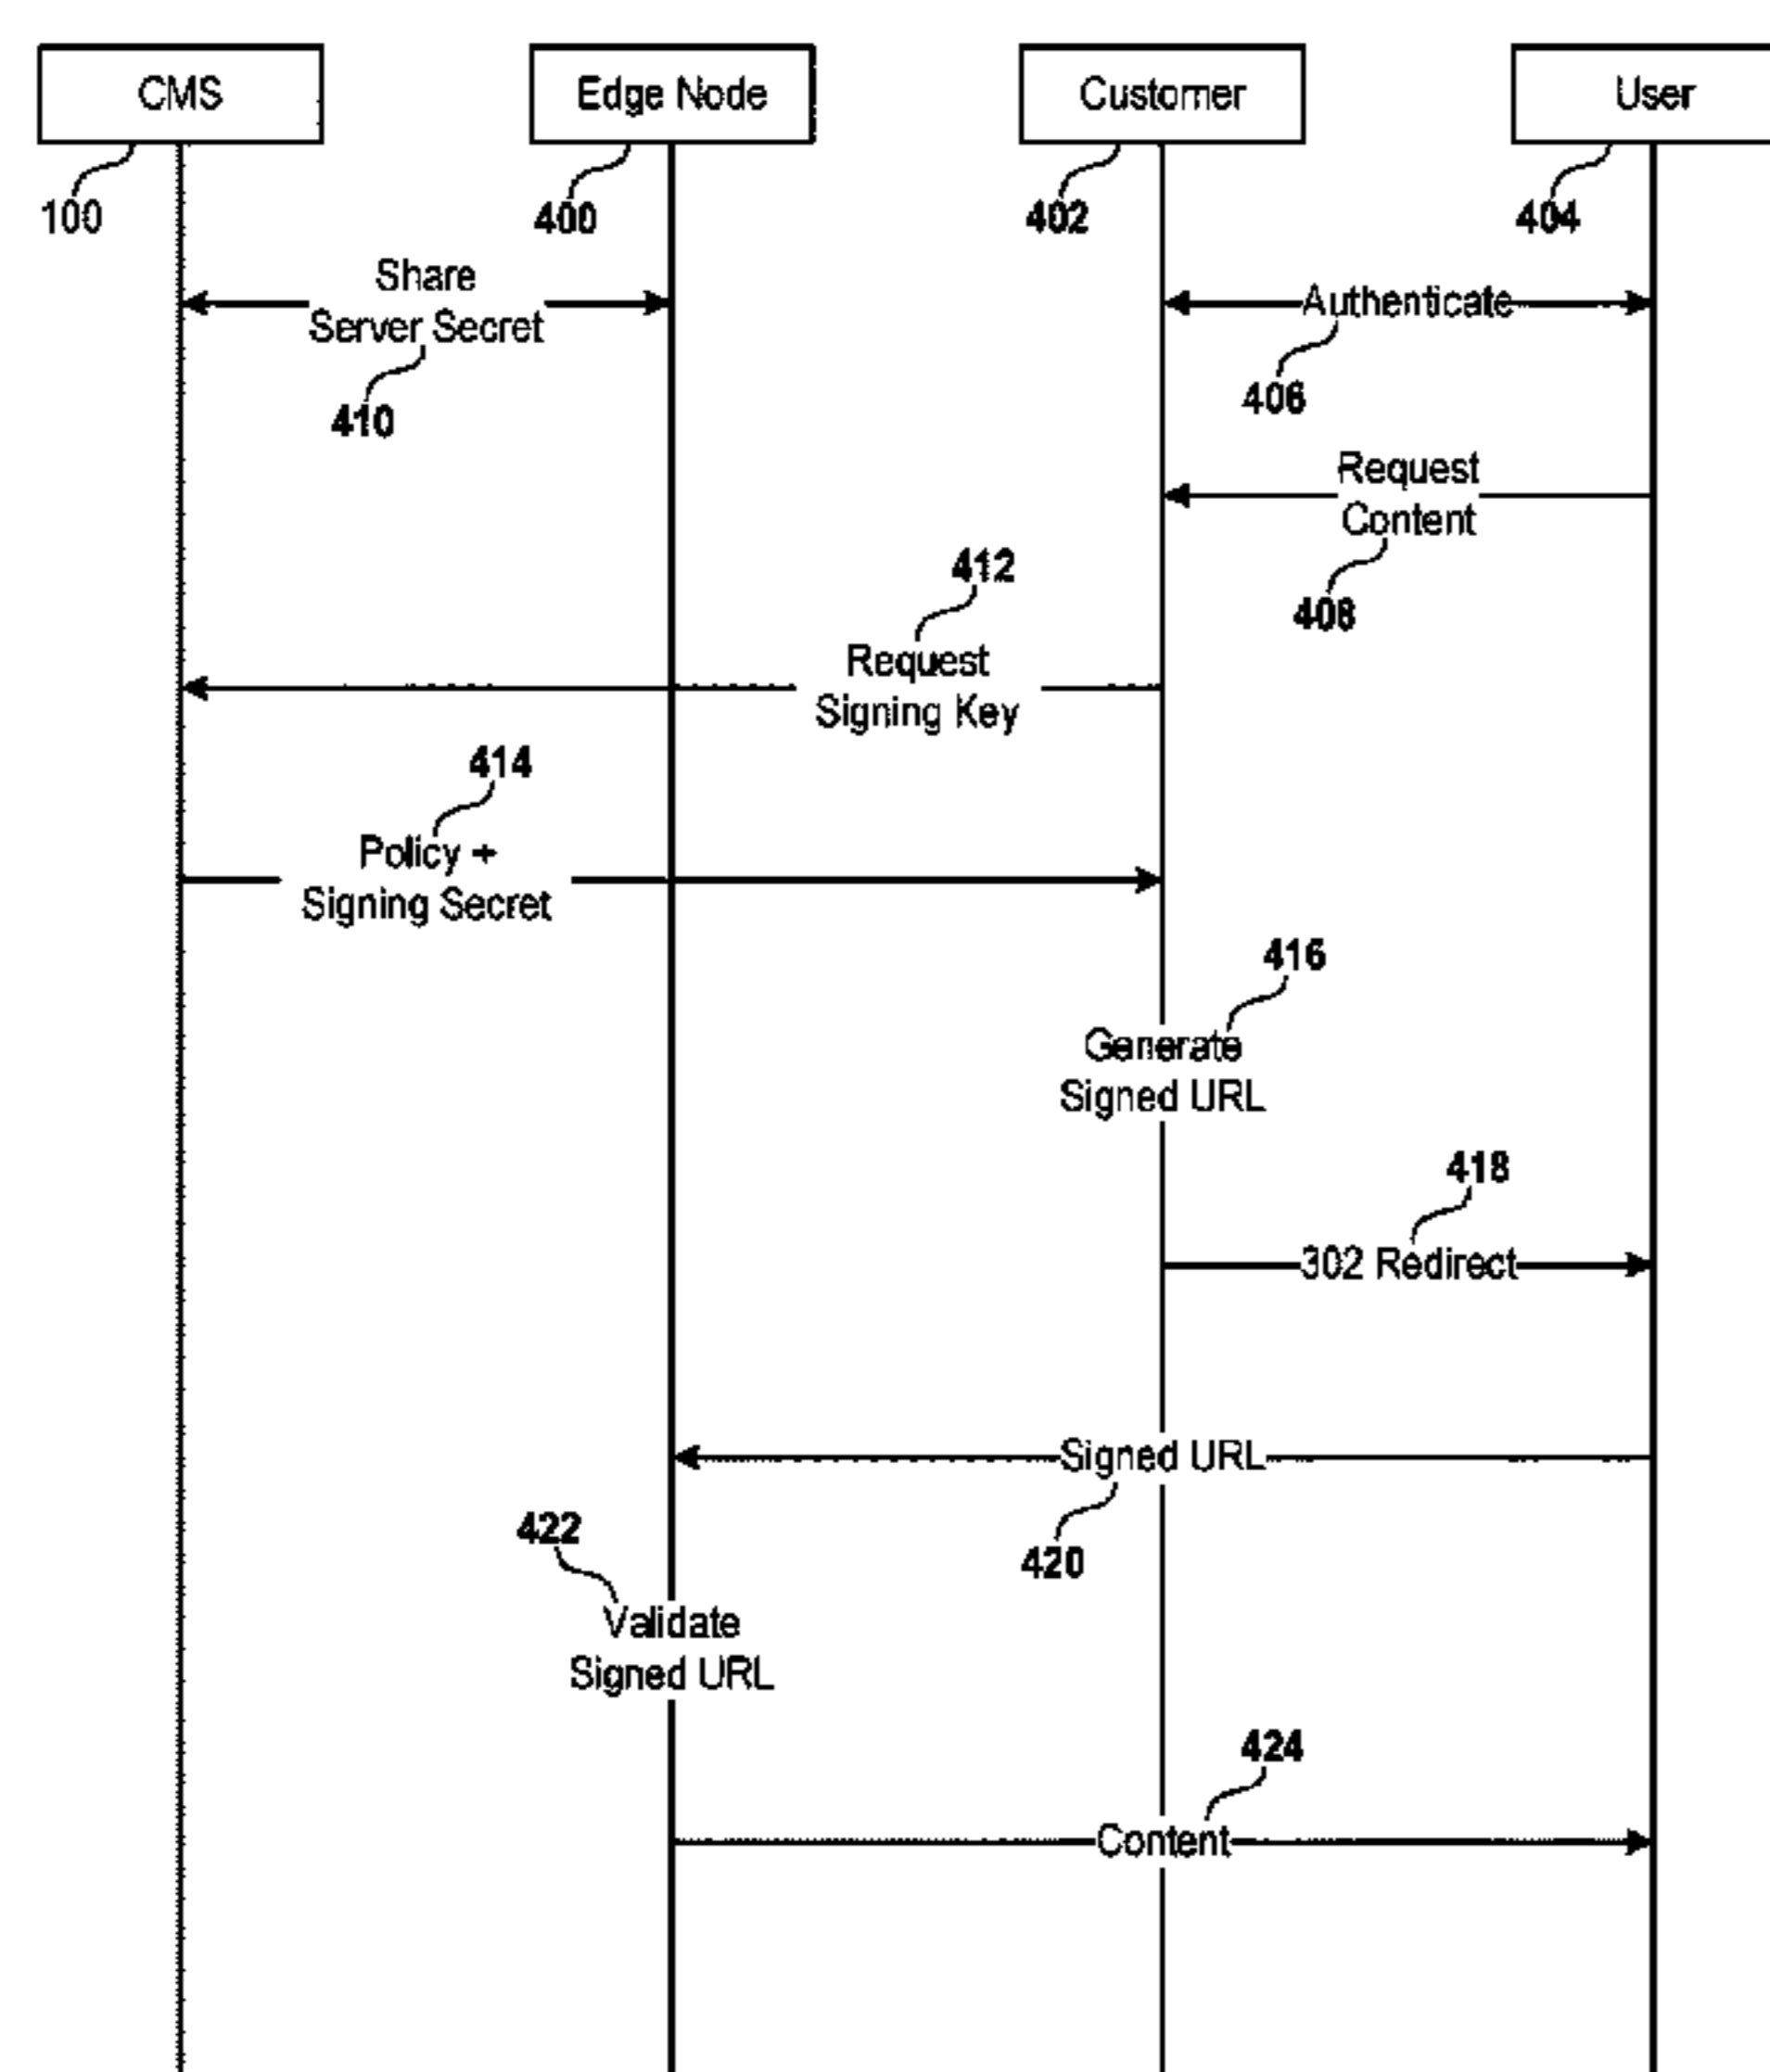 CMS
Edge Node
Customer
User
100
400
402
404
Share
Server Secret
410
Authenticate
406
Request
Content
408
412
Request
Signing Key
414
Policy +
Signing Secret
416
Generate
Signed URL
418
302 Redirect
Signed URL
420
422
Validate
Signed URL
424
Content